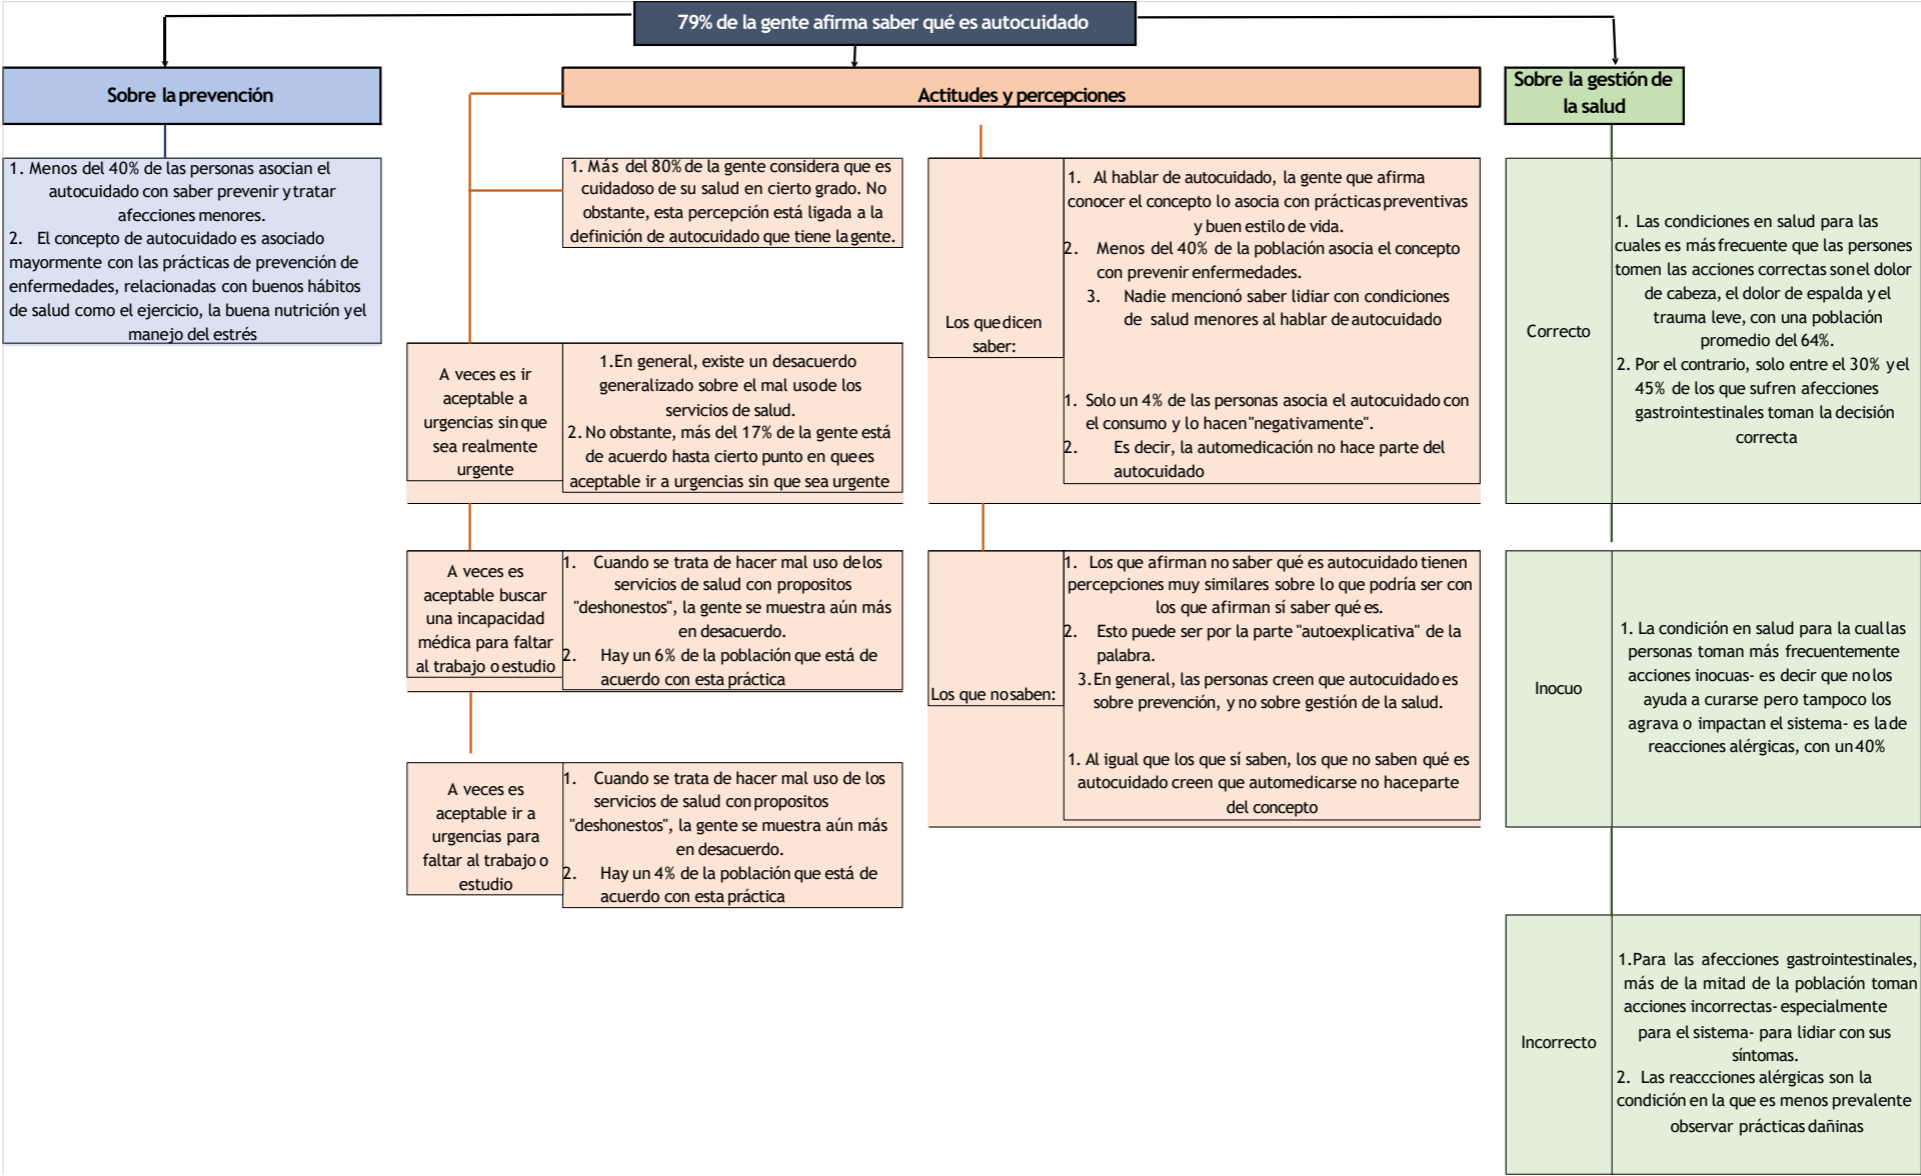 79% de la gente afirma saber qué es autocuidado
Sobre la prevención
1. Menos del 40% de las personas asocian el
autocuidado con saber prevenir y tratar
afecciones menores.
2. El concepto de autocuidado es asociado
mayormente con las prácticas de prevención de
enfermedades, relacionadas con buenos hábitos
de salud como el ejercicio, la buena nutrición y el
manejo del estrés
Actitudes y percepciones
1. Más del 80% de la gente considera que es
cuidadoso de su salud en cierto grado. No
obstante, esta percepción está ligada a la
definición de autocuidado que tiene la gente.
A veces es ir
aceptable a
urgencias sin que
sea realmente
urgente
1.En general, existe un desacuerdo
generalizado sobre el mal uso de los
servicios de salud.
2. No obstante, más del 17% de la gente está
de acuerdo hasta cierto punto en que es
aceptable ir a urgencias sin que sea urgente
A veces es
aceptable buscar
una incapacidad
médica para faltar
al trabajo o estudio
1. Cuando se trata de hacer mal uso de los
servicios de salud con propositos
"deshonestos", la gente se muestra aún más
en desacuerdo.
2. Hay un 6% de la población que está de
acuerdo con esta práctica
A veces es
aceptable ir a
urgencias para
faltar al trabajo o
estudio
1. Cuando se trata de hacer mal uso de los
servicios de salud con propositos
"deshonestos", la gente se muestra aún más
en desacuerdo.
2. Hay un 4% de la población que está de
acuerdo con esta práctica
Los que dicen
saber:
1. Al hablar de autocuidado, la gente que afirma
conocer el concepto lo asocia con prácticas preventivas
y buen estilo de vida.
2. Menos del 40% de la población asocia el concepto
con prevenir enfermedades.
3. Nadie mencionó saber lidiar con condiciones
de salud menores al hablar de autocuidado
1. Solo un 4% de las personas asocia el autocuidado con
el consumo y lo hacen "negativamente".
2. Es decir, la automedicación no hace parte del
autocuidado
Los que no saben:
1. Los que afirman no saber qué es autocuidado tienen
percepciones muy similares sobre lo que podría ser con
los que afirman sí saber qué es.
2. Esto puede ser por la parte "autoexplicativa" de la
palabra.
3.En general, las personas creen que autocuidado es
sobre prevención, y no sobre gestión de la salud.
1. Al igual que los que sí saben, los que no saben qué es
autocuidado creen que automedicarse no hace parte
del concepto
Sobre la gestión de
la salud
Correcto
1. Las condiciones en salud para las
cuales es más frecuente que las persones
tomen las acciones correctas son el dolor
de cabeza, el dolor de espalda y el
trauma leve, con una población
promedio del 64%.
2. Por el contrario, solo entre el 30% y el
45% de los que sufren afecciones
gastrointestinales toman la decisión
correcta
Inocuo
1. La condición en salud para la cual las
personas toman más frecuentemente
acciones inocuas- es decir que no los
ayuda a curarse pero tampoco los
agrava o impactan el sistema- es la de
reacciones alérgicas, con un 40%
Incorrecto
1.Para las afecciones gastrointestinales,
más de la mitad de la población toman
acciones incorrectas- especialmente
para el sistema- para lidiar con sus
síntomas.
2. Las reaccciones alérgicas son la
condición en la que es menos prevalente
observar prácticas dañinas